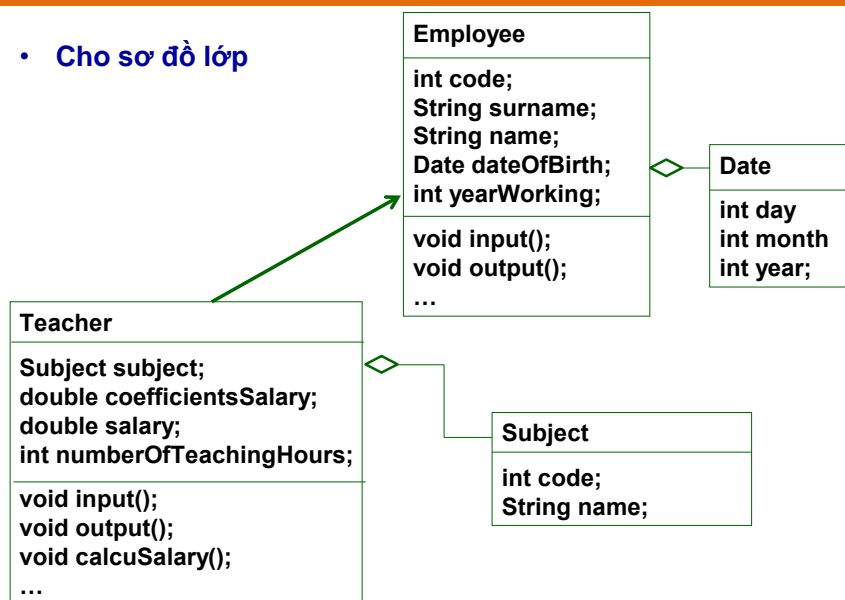 • Cho sơ đồ lớp
Employee
int code;
String surname;
String name;
Date dateOfBirth;
int yearWorking;
void input();
void output();
…
Date
int day
int month
int year;
Teacher
Subject subject;
double coefficientsSalary;
double salary;
int numberOfTeachingHours;
void input();
void output();
void calcuSalary();
…
Subject
int code;
String name;